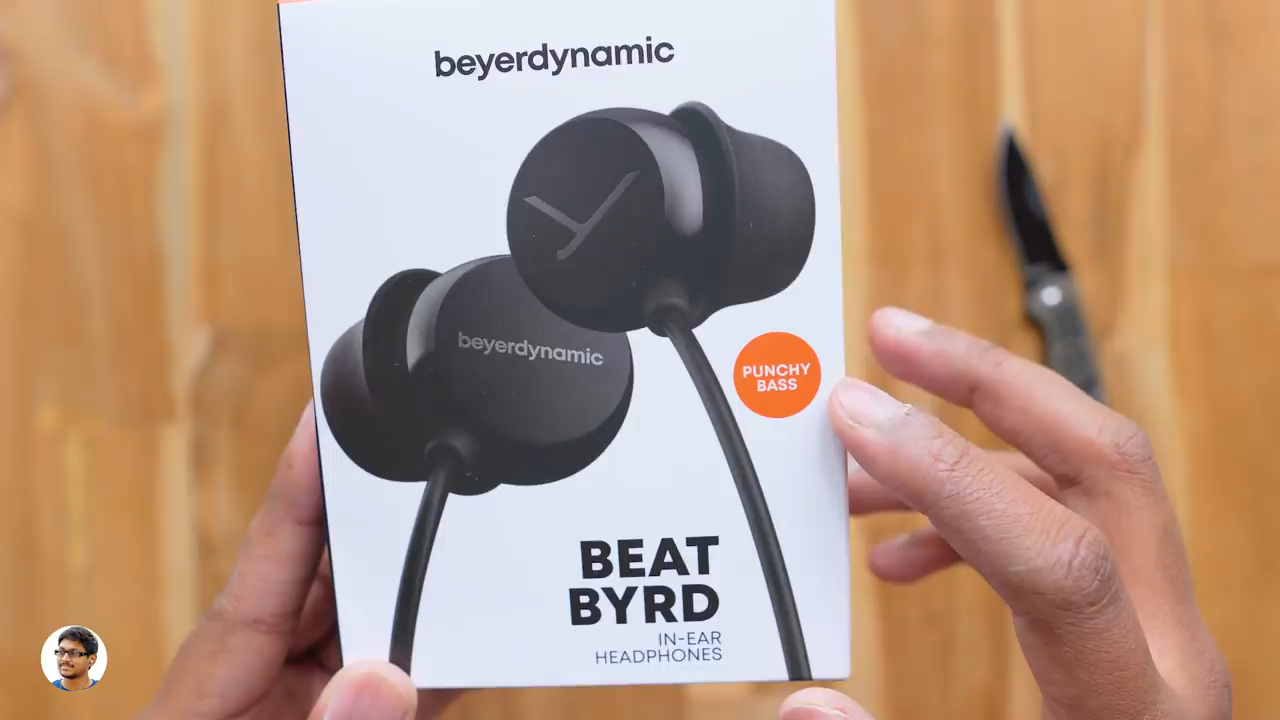 beyerdynamic
beyerdynamic
PUNCHY
BASS
BEAT
BYRD
IN-EAR
HEADPHONES